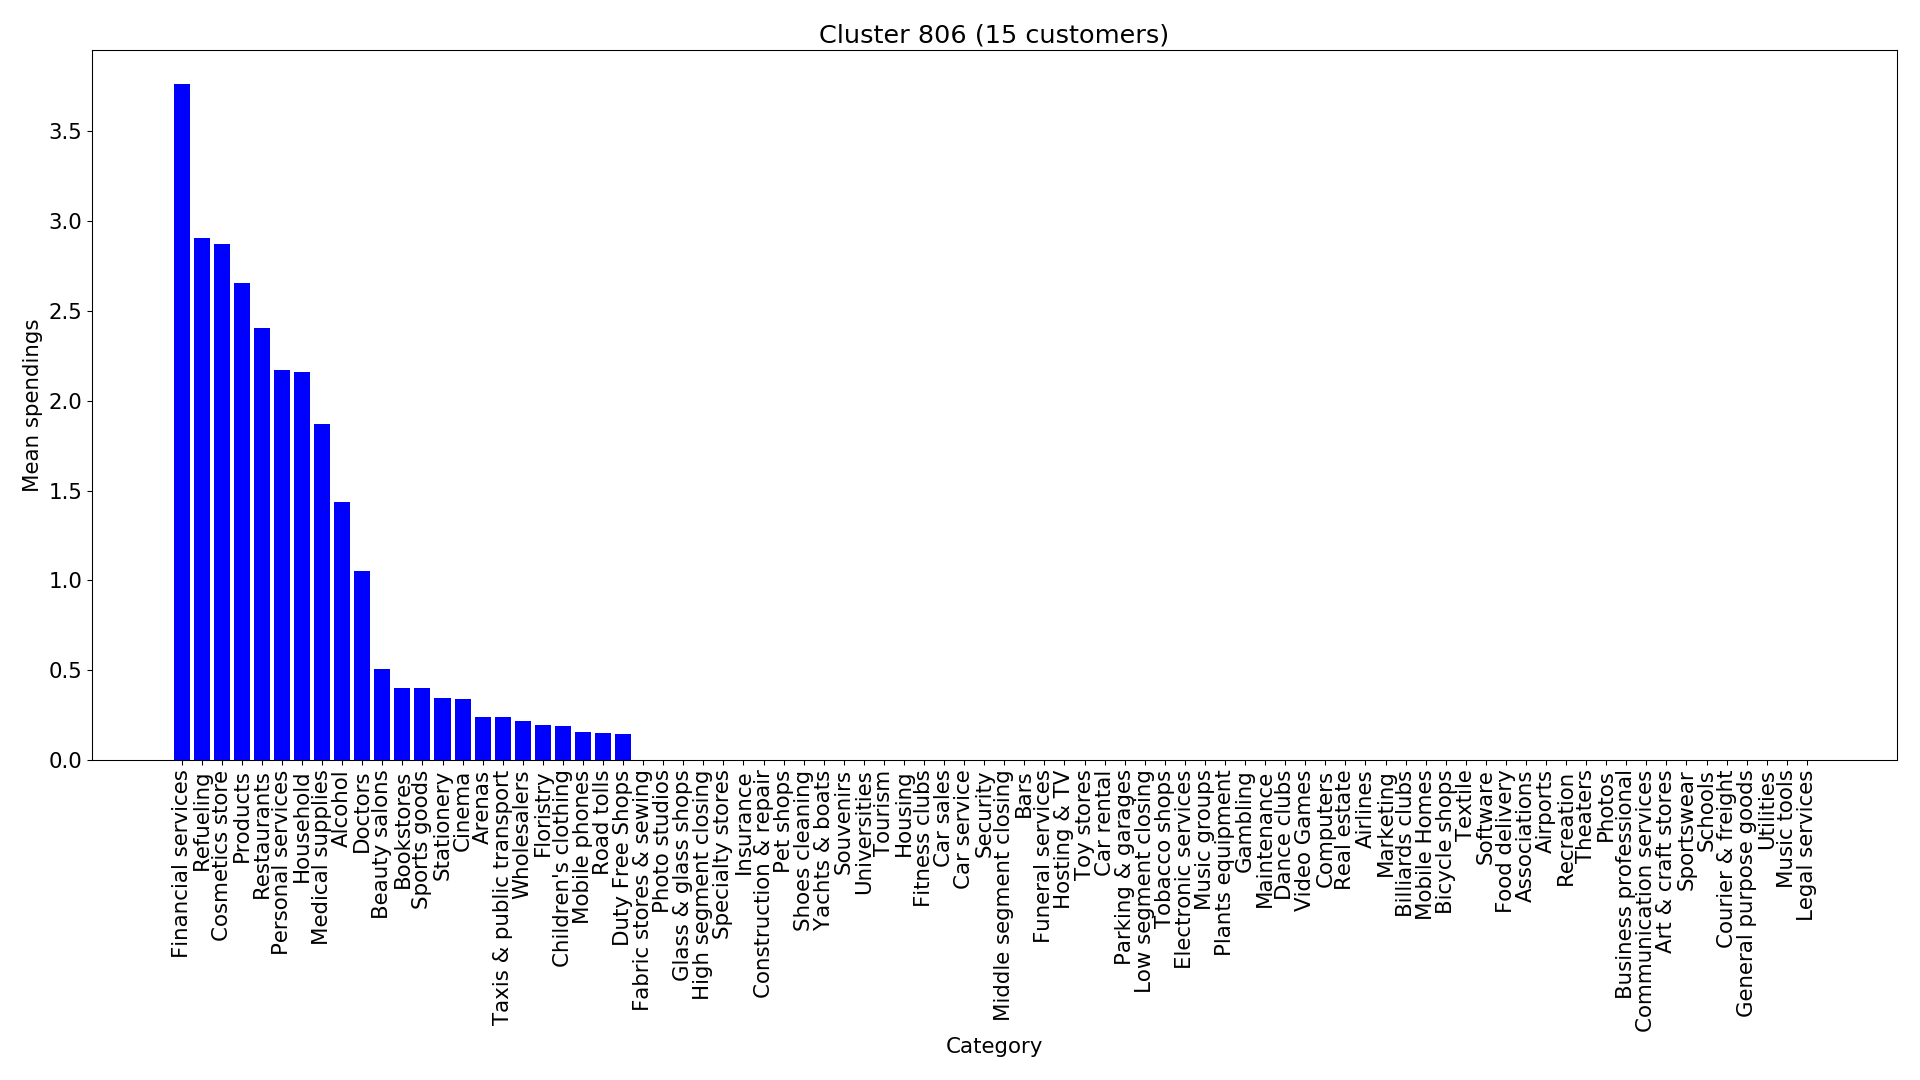 Cluster 806 (15 customers)
Mean spendings
3.5
3.0
2.5
2.0
1.5
1.0
0.5
0.0
Financial services
Refueling
Cosmetics store
Products
Restaurants
Personal services
Household
Medical supplies
Alcohol
Doctors
Beauty salons
Bookstores
Sports goods
Stationery
Cinema
Arenas
Taxis & public transport
Wholesalers
Floristry
Children's clothing
Mobile phones
Road tolls
Duty Free Shops
Fabric stores & sewing
Photo studios
Glass & glass shops
High segment closing
Specialty stores
Insurance
Construction & repair
Pet shops
Shoes cleaning
Yachts & boats
Souvenirs
Universities
Tourism
Housing
Fitness clubs
Car sales
Car service
Security
Middle segment closing
Bars
Funeral services
Hosting & TV
Toy stores
Car rental
Parking & garages
Low segment closing
Tobacco shops
Electronic services
Music groups
Plants equipment
Gambling
Maintenance
Dance clubs
Video Games
Computers
Real estate
Airlines
Marketing
Billiards clubs
Mobile Homes
Bicycle shops
Textile
Software
Food delivery
Associations
Airports
Recreation
Theaters
Photos
Business professional
Communication services
Art & craft stores
Sportswear
Schools
Courier & freight
General purpose goods
Utilities
Music tools
Legal services
Category